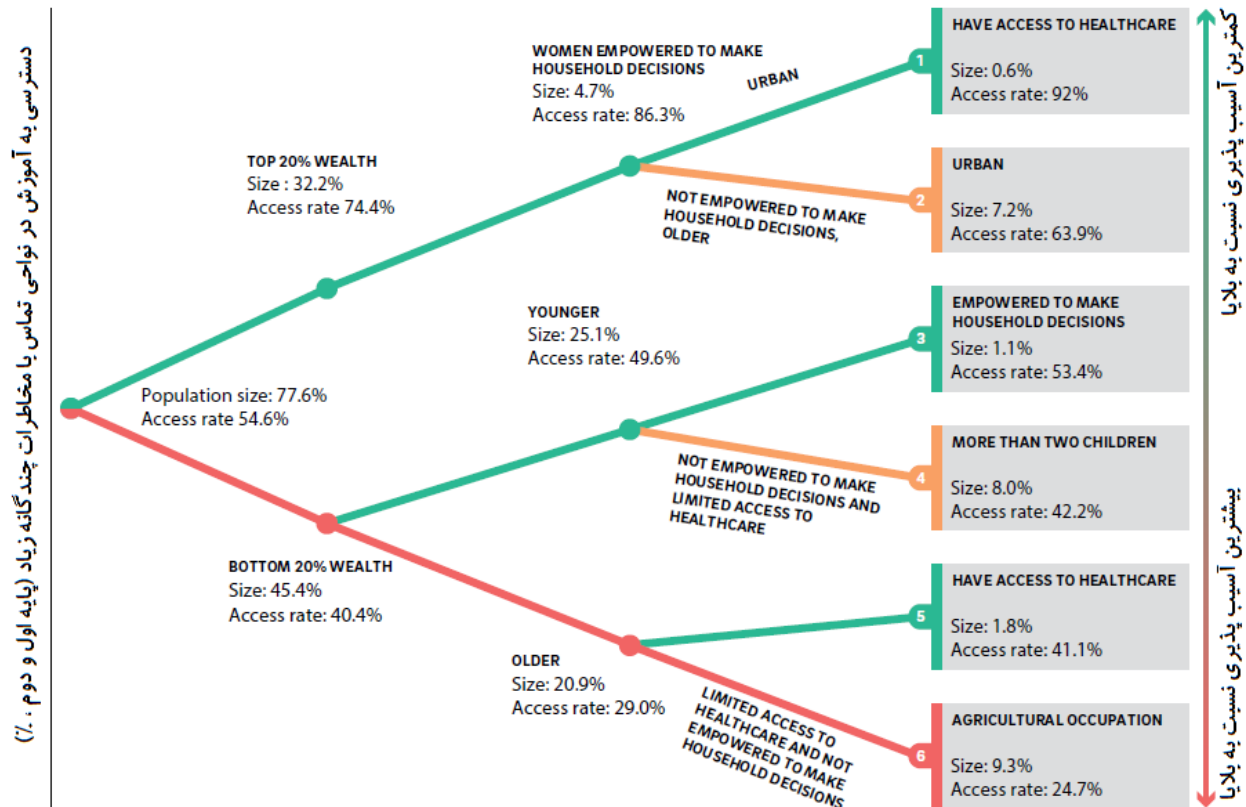 دسترسی به آموزش در نواحی تماس با مخاطرات چندگانه زیاد (پایه اول و دوم ، ٪)
Population size: 77.6%
Access rate 54.6%
TOP 20% WEALTH
Size : 32.2%
Access rate 74.4%
BOTTOM 20% WEALTH
Size: 45.4%
Access rate: 40.4%
WOMEN EMPOWERED TO MAKE
HOUSEHOLD DECISIONS
Size: 4.7%
Access rate: 86.3%
URBAN
NOT EMPOWERED TO MAKE
HOUSEHOLD DECISIONS,
OLDER
YOUNGER
Size: 25.1%
Access rate: 49.6%
NOT EMPOWERED TO MAKE
HOUSEHOLD DECISIONS AND
LIMITED ACCESS TO
HEALTHCARE
OLDER
Size: 20.9%
Access rate: 29.0%
LIMITED ACCESS TO
HEALTHCARE AND NOT
EMPOWERED TO MAKE
HOUSEHOLD DECISIONS
1
HAVE ACCESS TO HEALTHCARE
Size: 0.6%
Access rate: 92%
2
URBAN
Size: 7.2%
Access rate: 63.9%
3
EMPOWERED TO MAKE
HOUSEHOLD DECISIONS
Size: 1.1%
Access rate: 53.4%
4
MORE THAN TWO CHILDREN
Size: 8.0%
Access rate: 42.2%
5
HAVE ACCESS TO HEALTHCARE
Size: 1.8%
Access rate: 41.1%
6
AGRICULTURAL OCCUPATION
Size: 9.3%
Access rate: 24.7%
کمترین آسیب پذیری نسبت به بلایا
بیشترین آسیب پذیری نسبت به بلایا